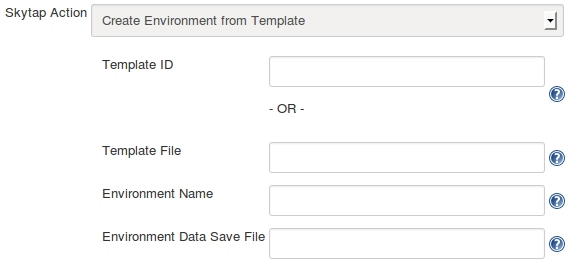 Skytap Action Create Environment from Template
Template ID
- OR -
Template File
Environment Name
Environment Data Save File